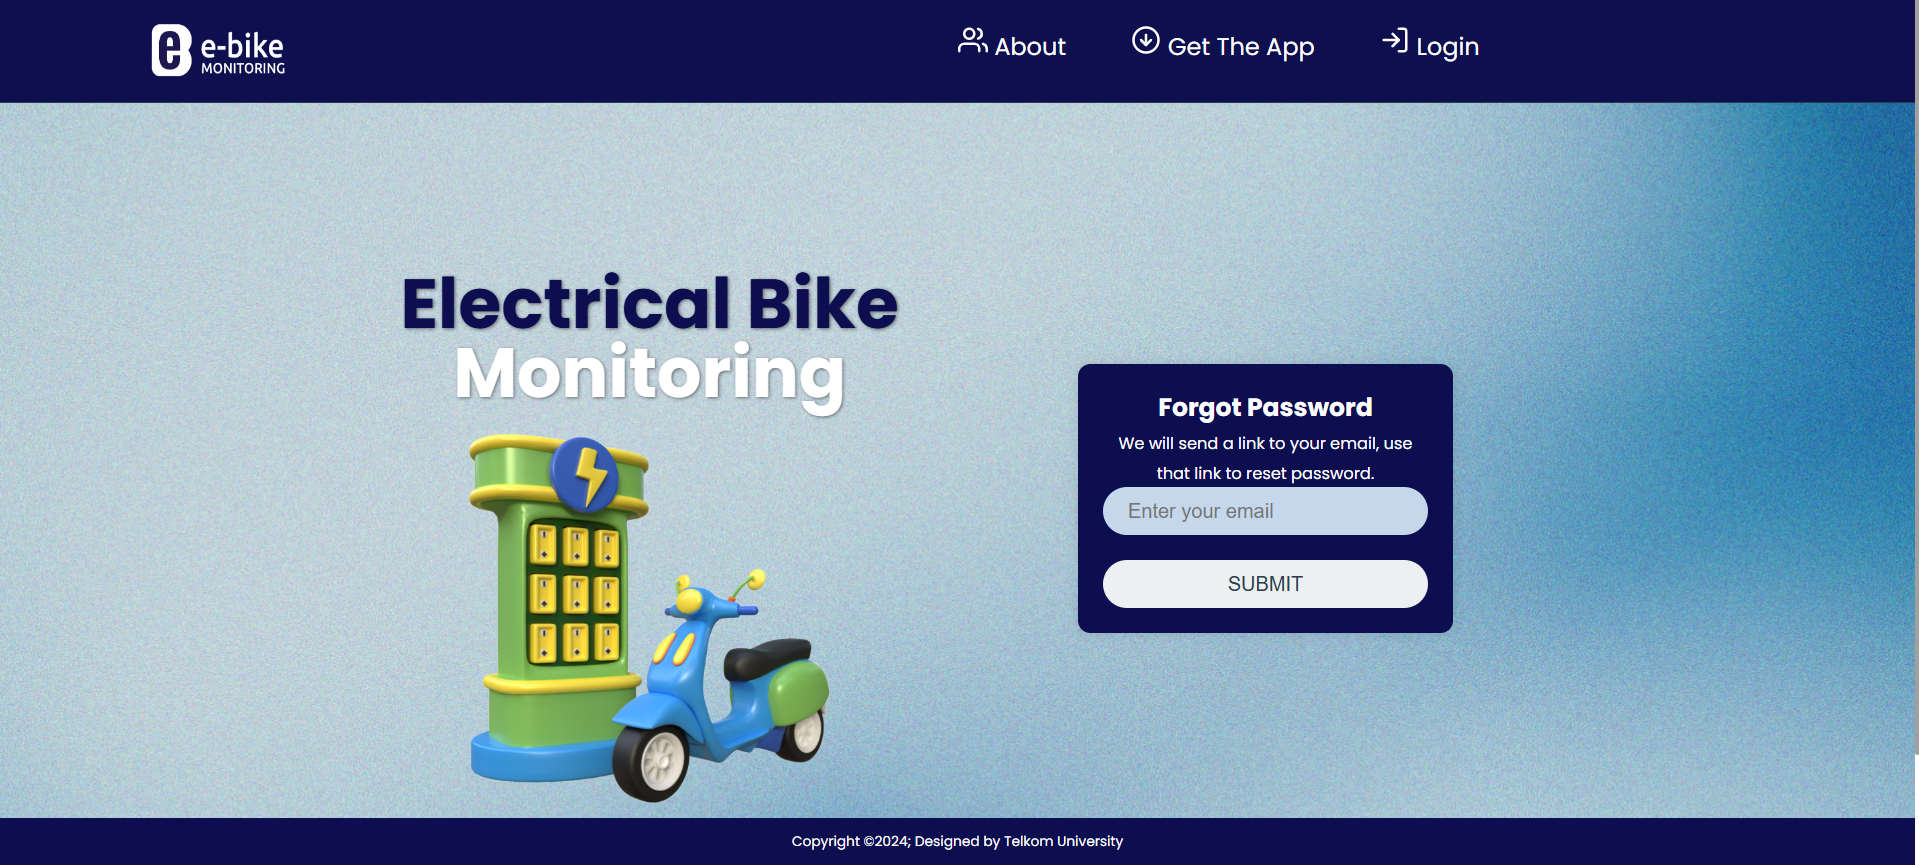 e-bike
MONITORING
About
Get The App
Login
Electrical Bike
Monitoring
Forgot Password
We will send a link to your email, use
that link to reset password.
Enter your email
SUBMIT
Copyright ©2024; Designed by Telkom University